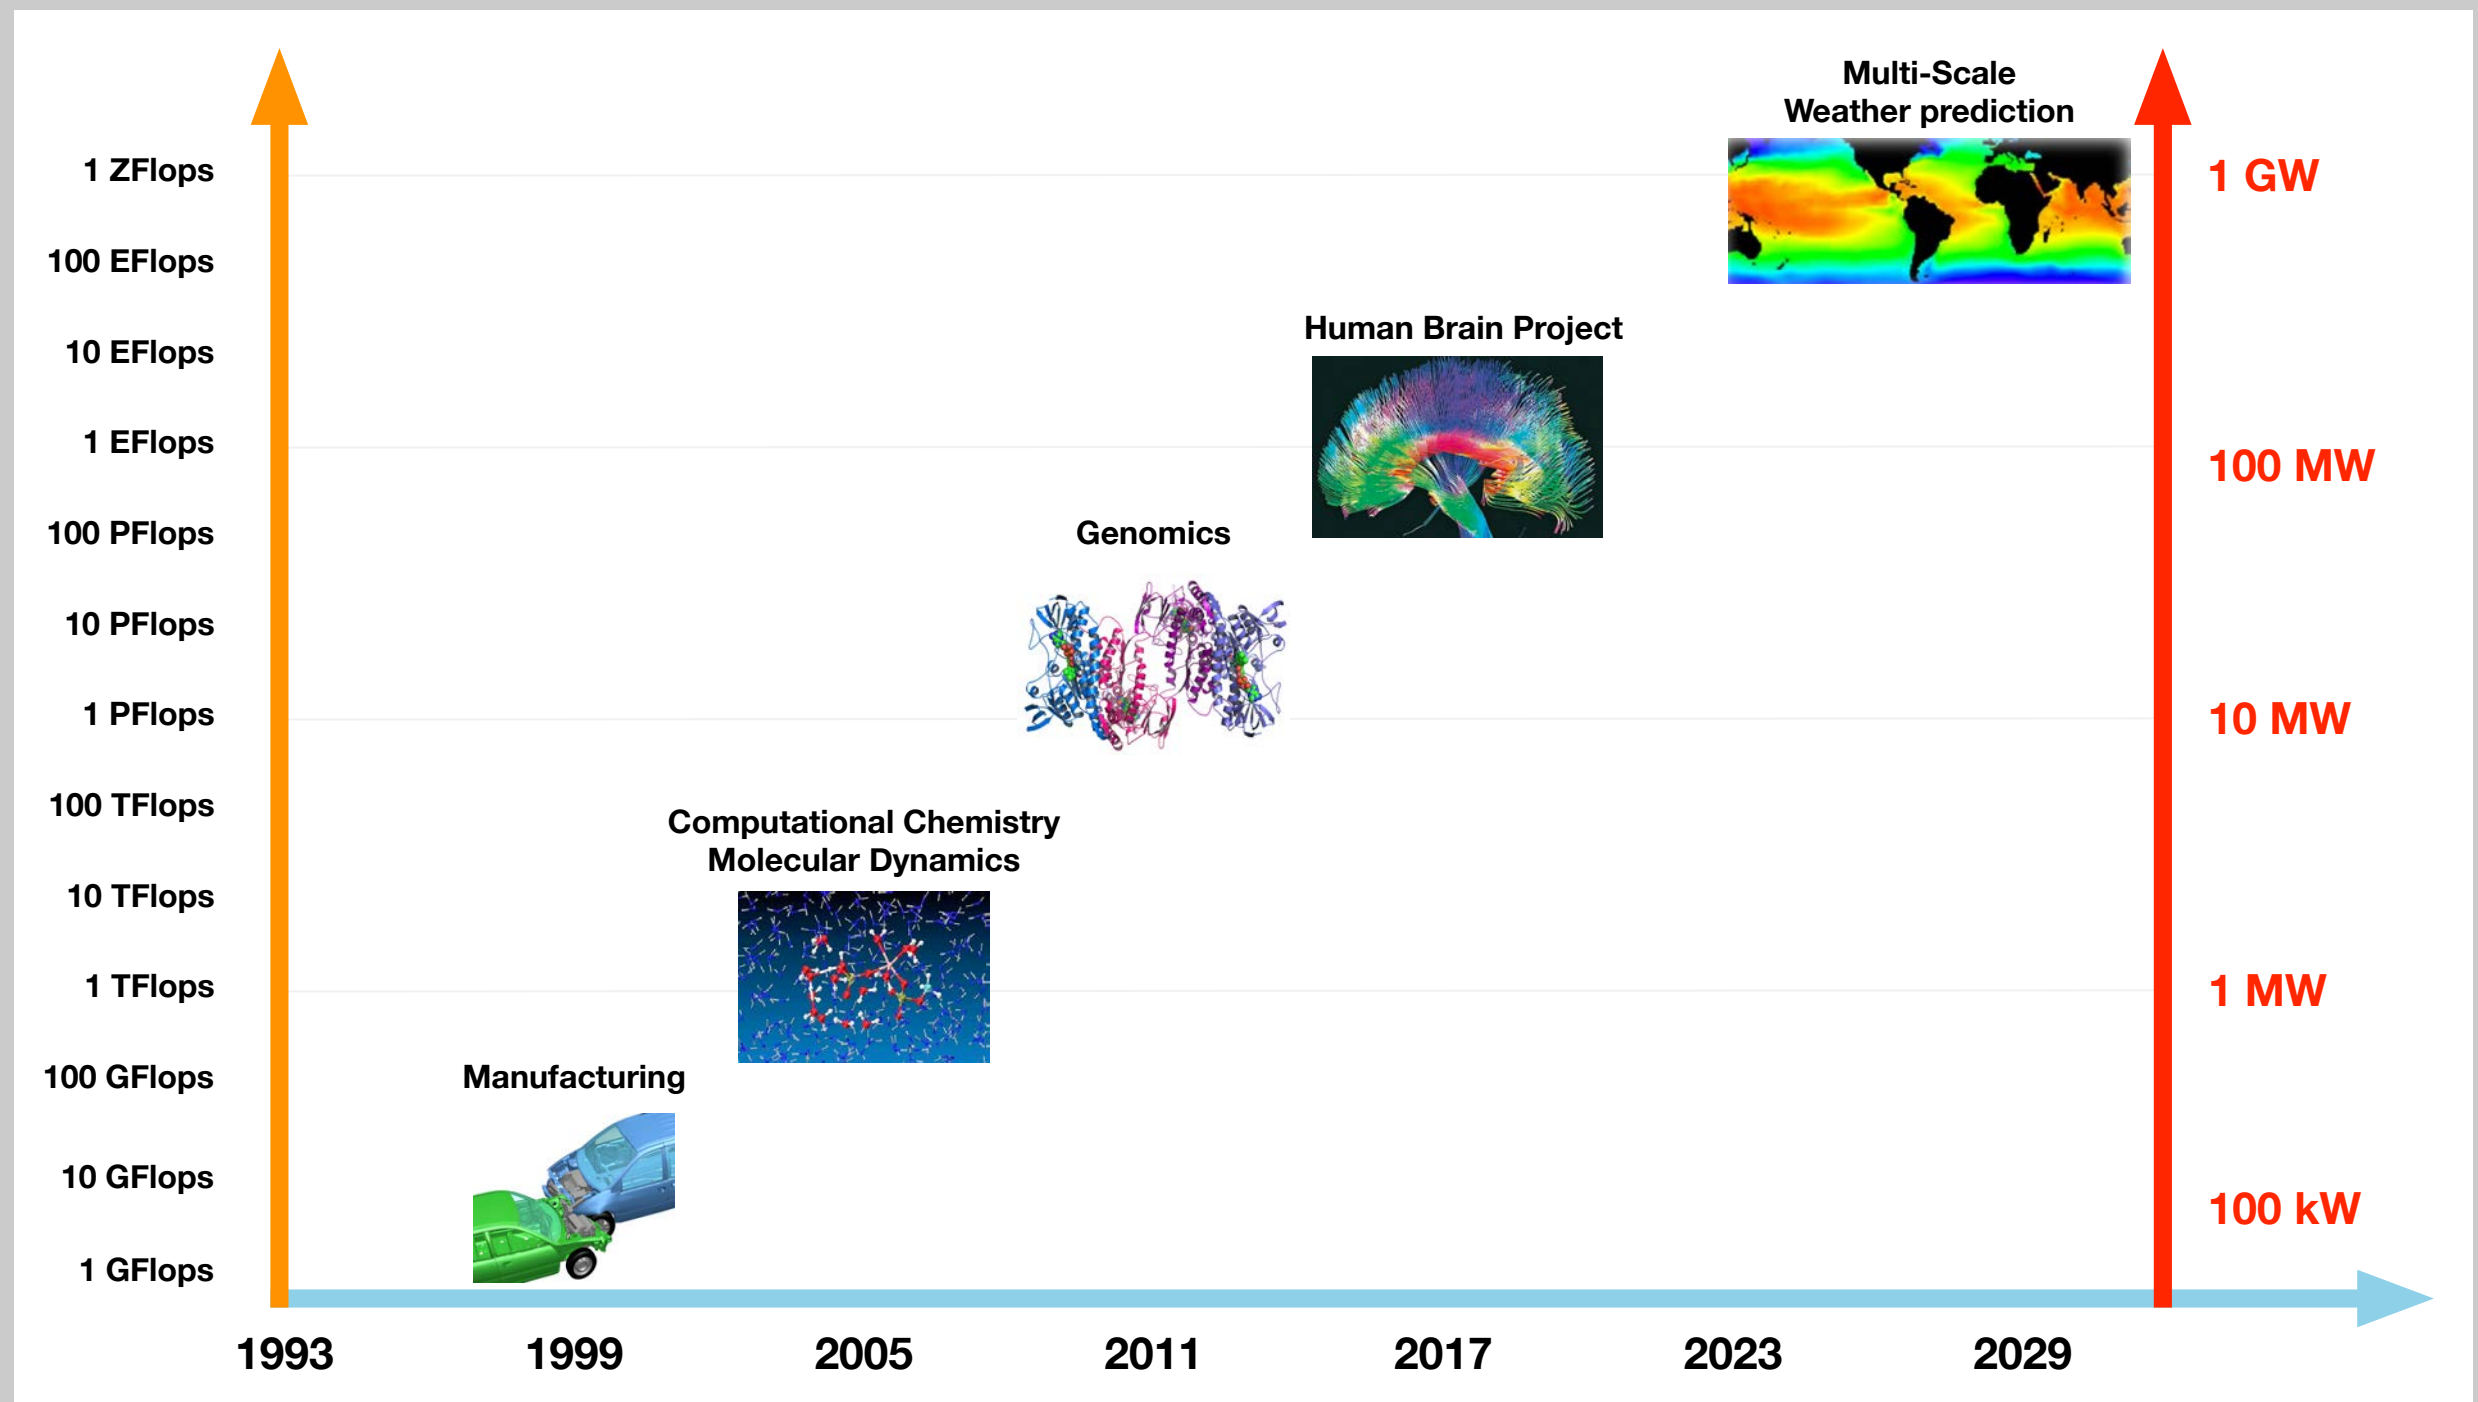 Multi-Scale
Weather prediction
1 ZFlops
1 GW
100 EFlops
Human Brain Project
10 EFlops
1 EFlops
100 MW
100 PFlops
Genomics
10 PFlops
1 PFlops
10 MW
100 TFlops
Computational Chemistry
Molecular Dynamics
10 TFlops
1 TFlops
1 MW
100 GFlops
Manufacturing
10 GFlops
100 kW
1 GFlops
1993 1999 2005 2011 2017 2023 2029